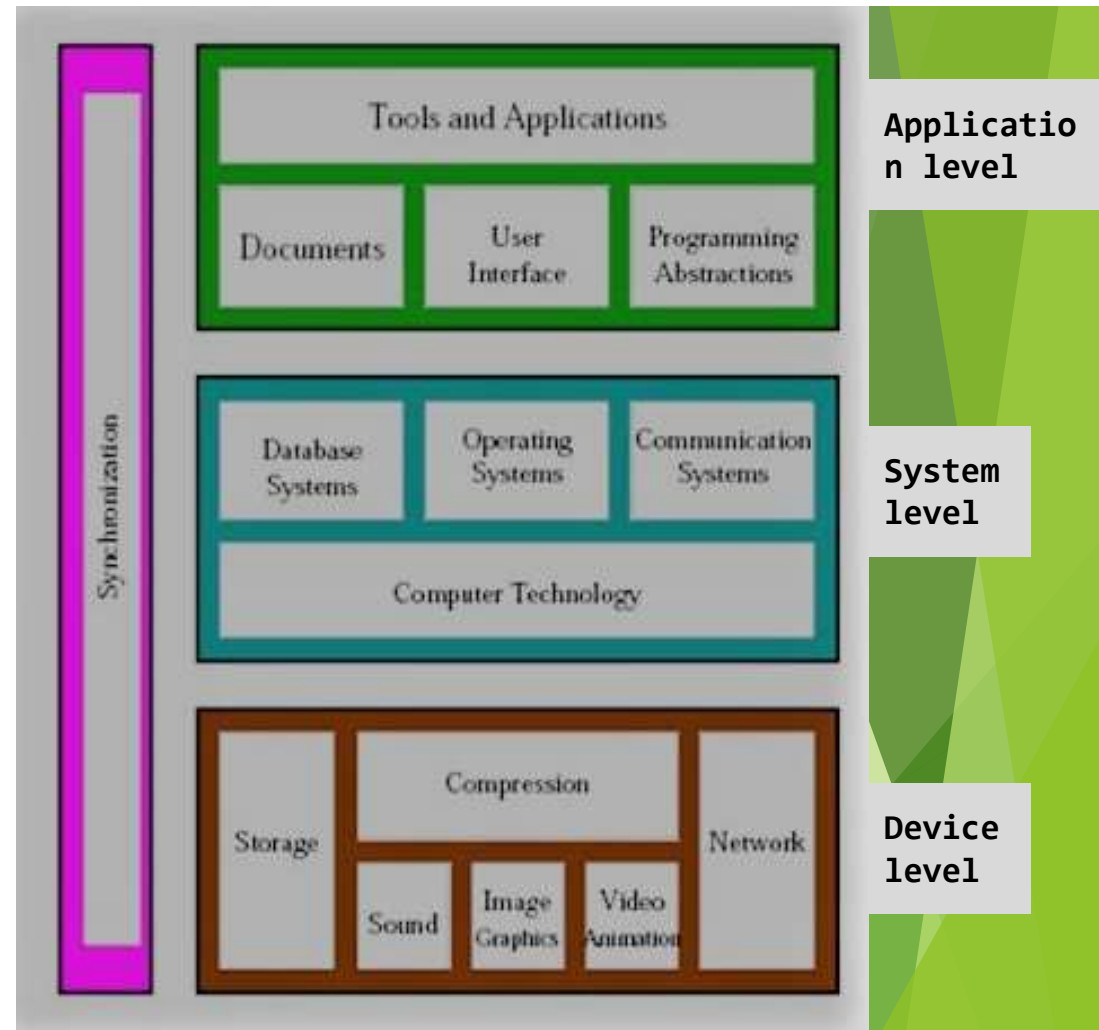 Synchronization
Tools and Applications
Documents
User
Interface
Programming
Abstractions
Applicatio
n level
Database
Systems
Operating
Systems
Communication
Systems
Computer Technology
System
level
Storage
Compression
Sound
Image
Graphics
Video
Animation
Network
Device
level